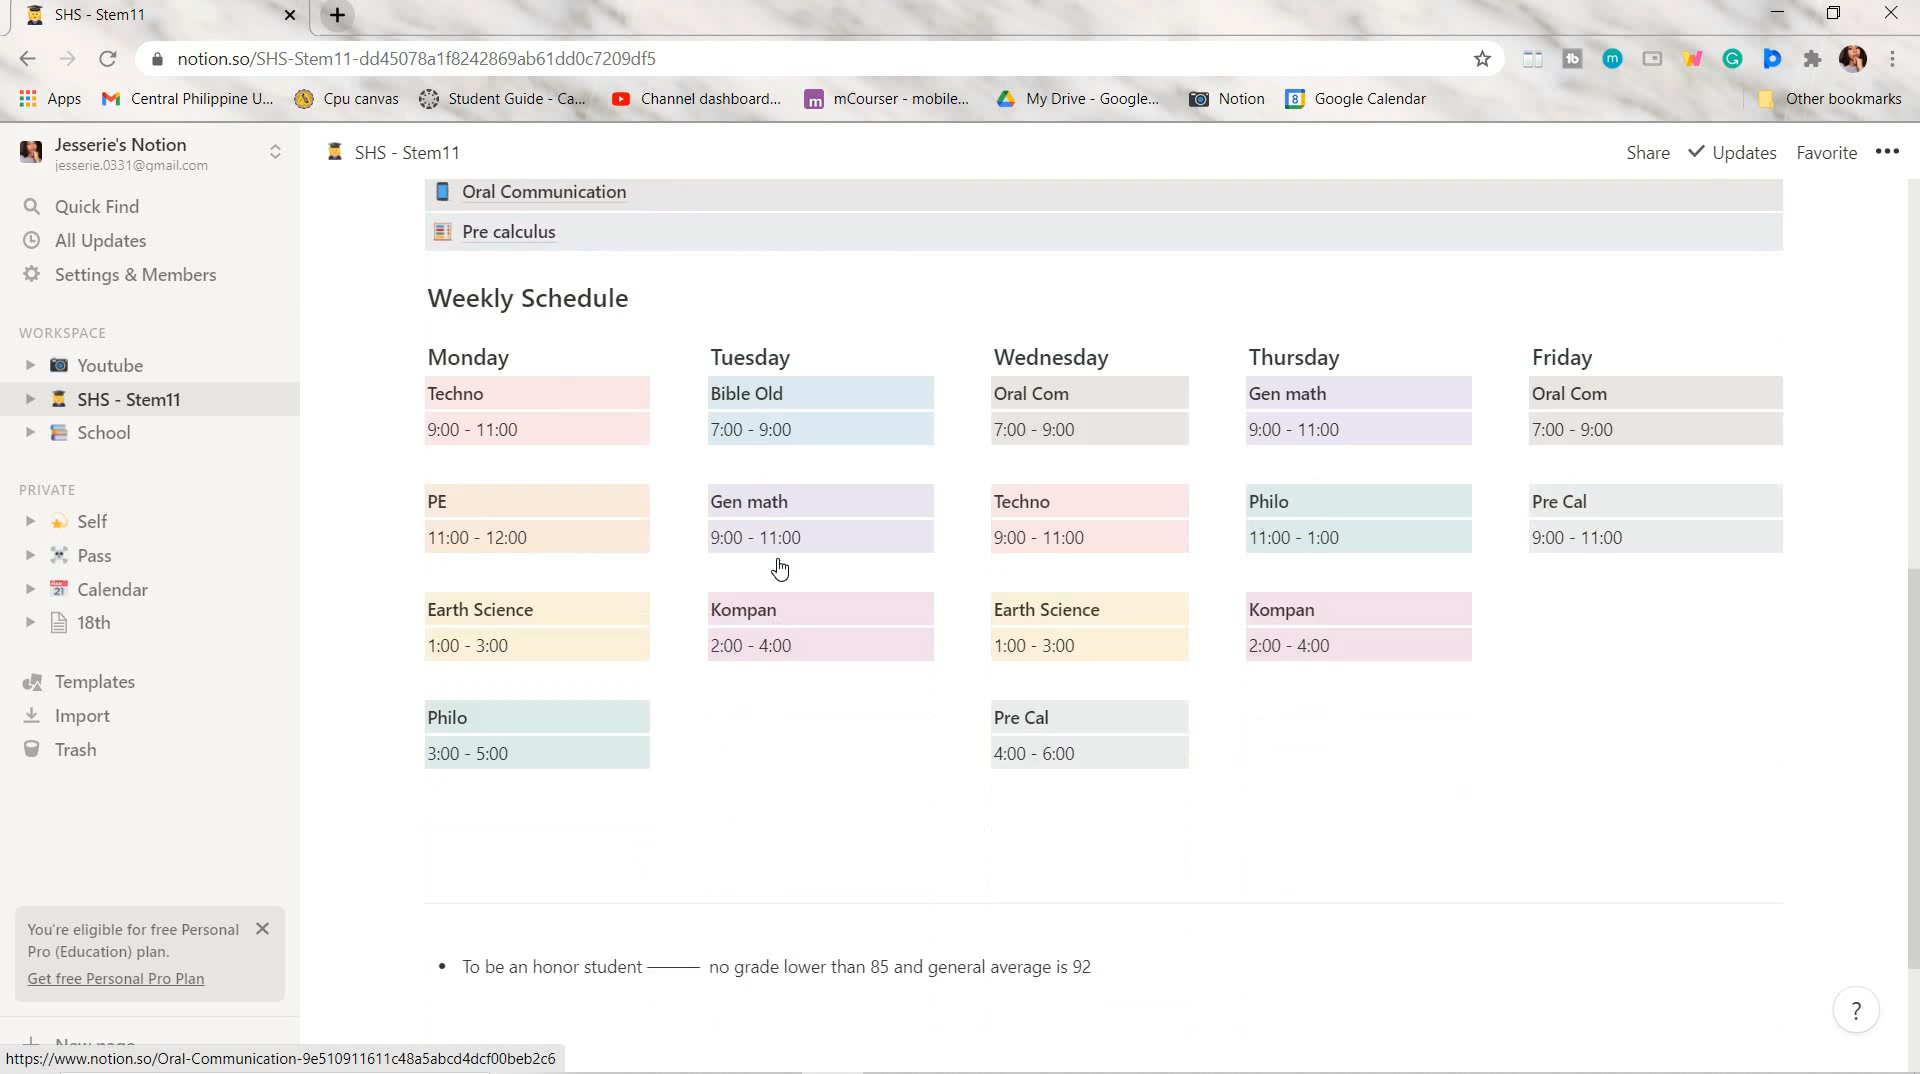 SHS - Stem11
notion.so/SHS-Stem11-dd45078a1f8242869ab61dd0c7209df5
Apps
Central Philippine U...
Cpu canvas
Student Guide - Ca...
Channel dashboard...
mCourser - mobile...
My Drive - Google...
Notion
Google Calendar
Other bookmarks
Jesserie's Notion
jesserie.0331@gmail.com
SHS - Stem11
Share
Updates
Favorite
Quick Find
All Updates
Settings & Members
WORKSPACE
Youtube
SHS - Stem11
School
PRIVATE
Self
Pass
Calendar
18th
Templates
Import
Trash
You're eligible for free Personal
Pro (Education) plan.
Get free Personal Pro Plan
New page
https://www.notion.so/Oral-Communication-9e510911611c48a5abcd4dcf00beb2c6
Oral Communication
Pre calculus
Weekly Schedule
Monday
Techno
9:00 - 11:00
PE
11:00 - 12:00
Earth Science
1:00 - 3:00
Philo
3:00 - 5:00
Tuesday
Bible Old
7:00 - 9:00
Gen math
9:00 - 11:00
Kompan
2:00 - 4:00
Wednesday
Oral Com
7:00 - 9:00
Techno
9:00 - 11:00
Earth Science
1:00 - 3:00
Pre Cal
4:00 - 6:00
Thursday
Gen math
9:00 - 11:00
Philo
11:00 - 1:00
Kompan
2:00 - 4:00
Friday
Oral Com
7:00 - 9:00
Pre Cal
9:00 - 11:00
• To be an honor student ——— no grade lower than 85 and general average is 92
?